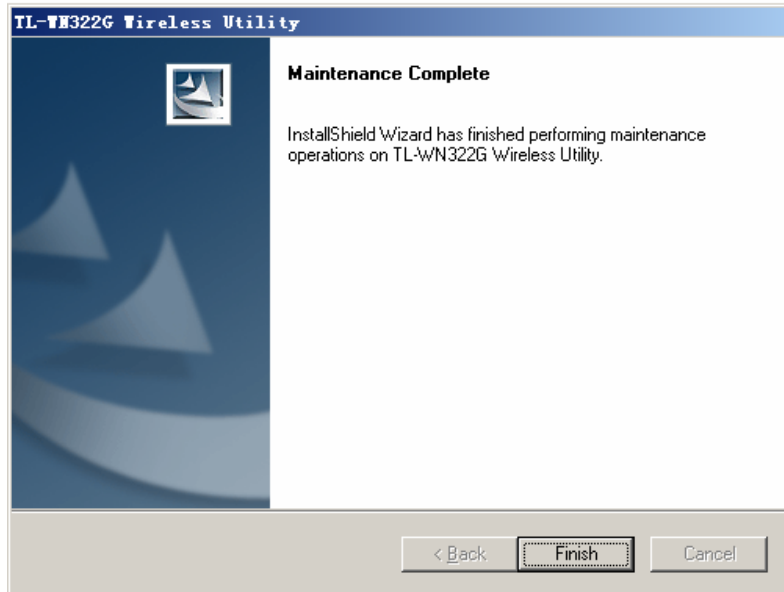 TL-WN322G Wireless Utility
Maintenance Complete
InstallShield Wizard has finished performing maintenance
operations on TL-WN322G Wireless Utility.
< Back
Finish
Cancel